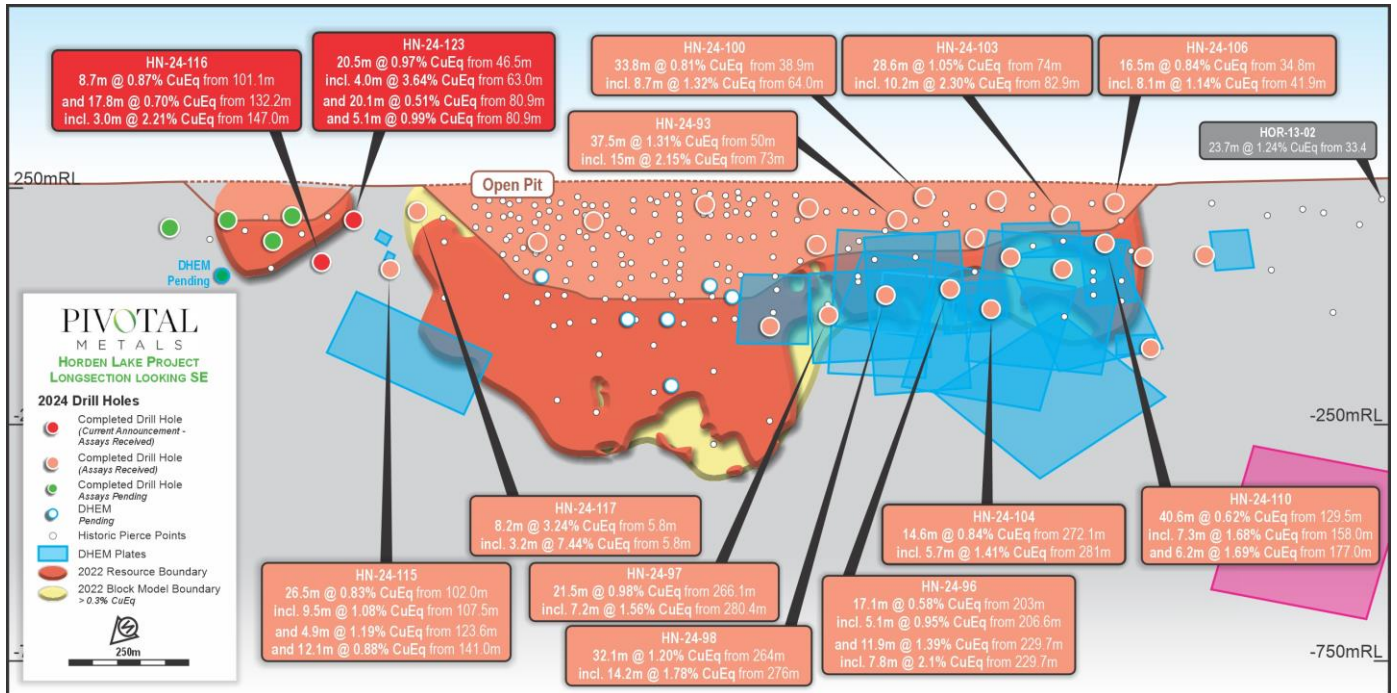 HN-24-116
8.7m @ 0.87% CuEq from 101.1m
and 17.8m @ 0.70% CuEq from 132.2m
incl. 3.0m @ 2.21% CuEq from 147.0m
HN-24-123
20.5m @ 0.97% CuEq from 46.5m
incl. 4.0m @ 3.64% CuEq from 63.0m
and 20.1m @ 0.51% CuEq from 80.9m
and 5.1m @ 0.99% CuEq from 80.9m
HN-24-100
33.8m @ 0.81% CuEq from 38.9m
incl. 8.7m @ 1.32% CuEq from 64.0m
HN-24-103
28.6m @ 1.05% CuEq from 74m
incl. 10.2m @ 2.30% CuEq from 82.9m
HN-24-106
16.5m @ 0.84% CuEq from 34.8m
incl. 8.1m @ 1.14% CuEq from 41.9m
HN-24-93
37.5m @ 1.31% CuEq from 50m
incl. 15m @ 2.15% CuEq from 73m
HOR-13-02
23.7m @ 1.24% CuEq from 33.4
250mRL
Open Pit
250mRL
DHEM
Pending
PIVOTAL
METALS
HORDEN LAKE PROJECT
LONGSECTION LOOKING SE
2024 Drill Holes
Completed Drill Hole
(Current Announcement -
Assays Received)
Completed Drill Hole
(Assays Received)
Completed Drill Hole
Assays Pending
DHEM
Pending
Historic Pierce Points
DHEM Plates
2022 Resource Boundary
2022 Block Model Boundary
> 0.3% CuEq
250m
-250mRL
HN-24-117
8.2m @ 3.24% CuEq from 5.8m
incl. 3.2m @ 7.44% CuEq from 5.8m
HN-24-104
14.6m @ 0.84% CuEq from 272.1m
incl. 5.7m @ 1.41% CuEq from 281m
HN-24-110
40.6m @ 0.62% CuEq from 129.5m
incl. 7.3m @ 1.68% CuEq from 158.0m
and 6.2m @ 1.69% CuEq from 177.0m
HN-24-115
26.5m @ 0.83% CuEq from 102.0m
incl. 9.5m @ 1.08% CuEq from 107.5m
and 4.9m @ 1.19% CuEq from 123.6m
and 12.1m @ 0.88% CuEq from 141.0m
HN-24-97
21.5m @ 0.98% CuEq from 266.1m
incl. 7.2m @ 1.56% CuEq from 280.4m
HN-24-96
17.1m @ 0.58% CuEq from 203m
incl. 5.1m @ 0.95% CuEq from 206.6m
and 11.9m @ 1.39% CuEq from 229.7m
incl. 7.8m @ 2.1% CuEq from 229.7m
HN-24-98
32.1m @ 1.20% CuEq from 264m
incl. 14.2m @ 1.78% CuEq from 276m
-750mRL